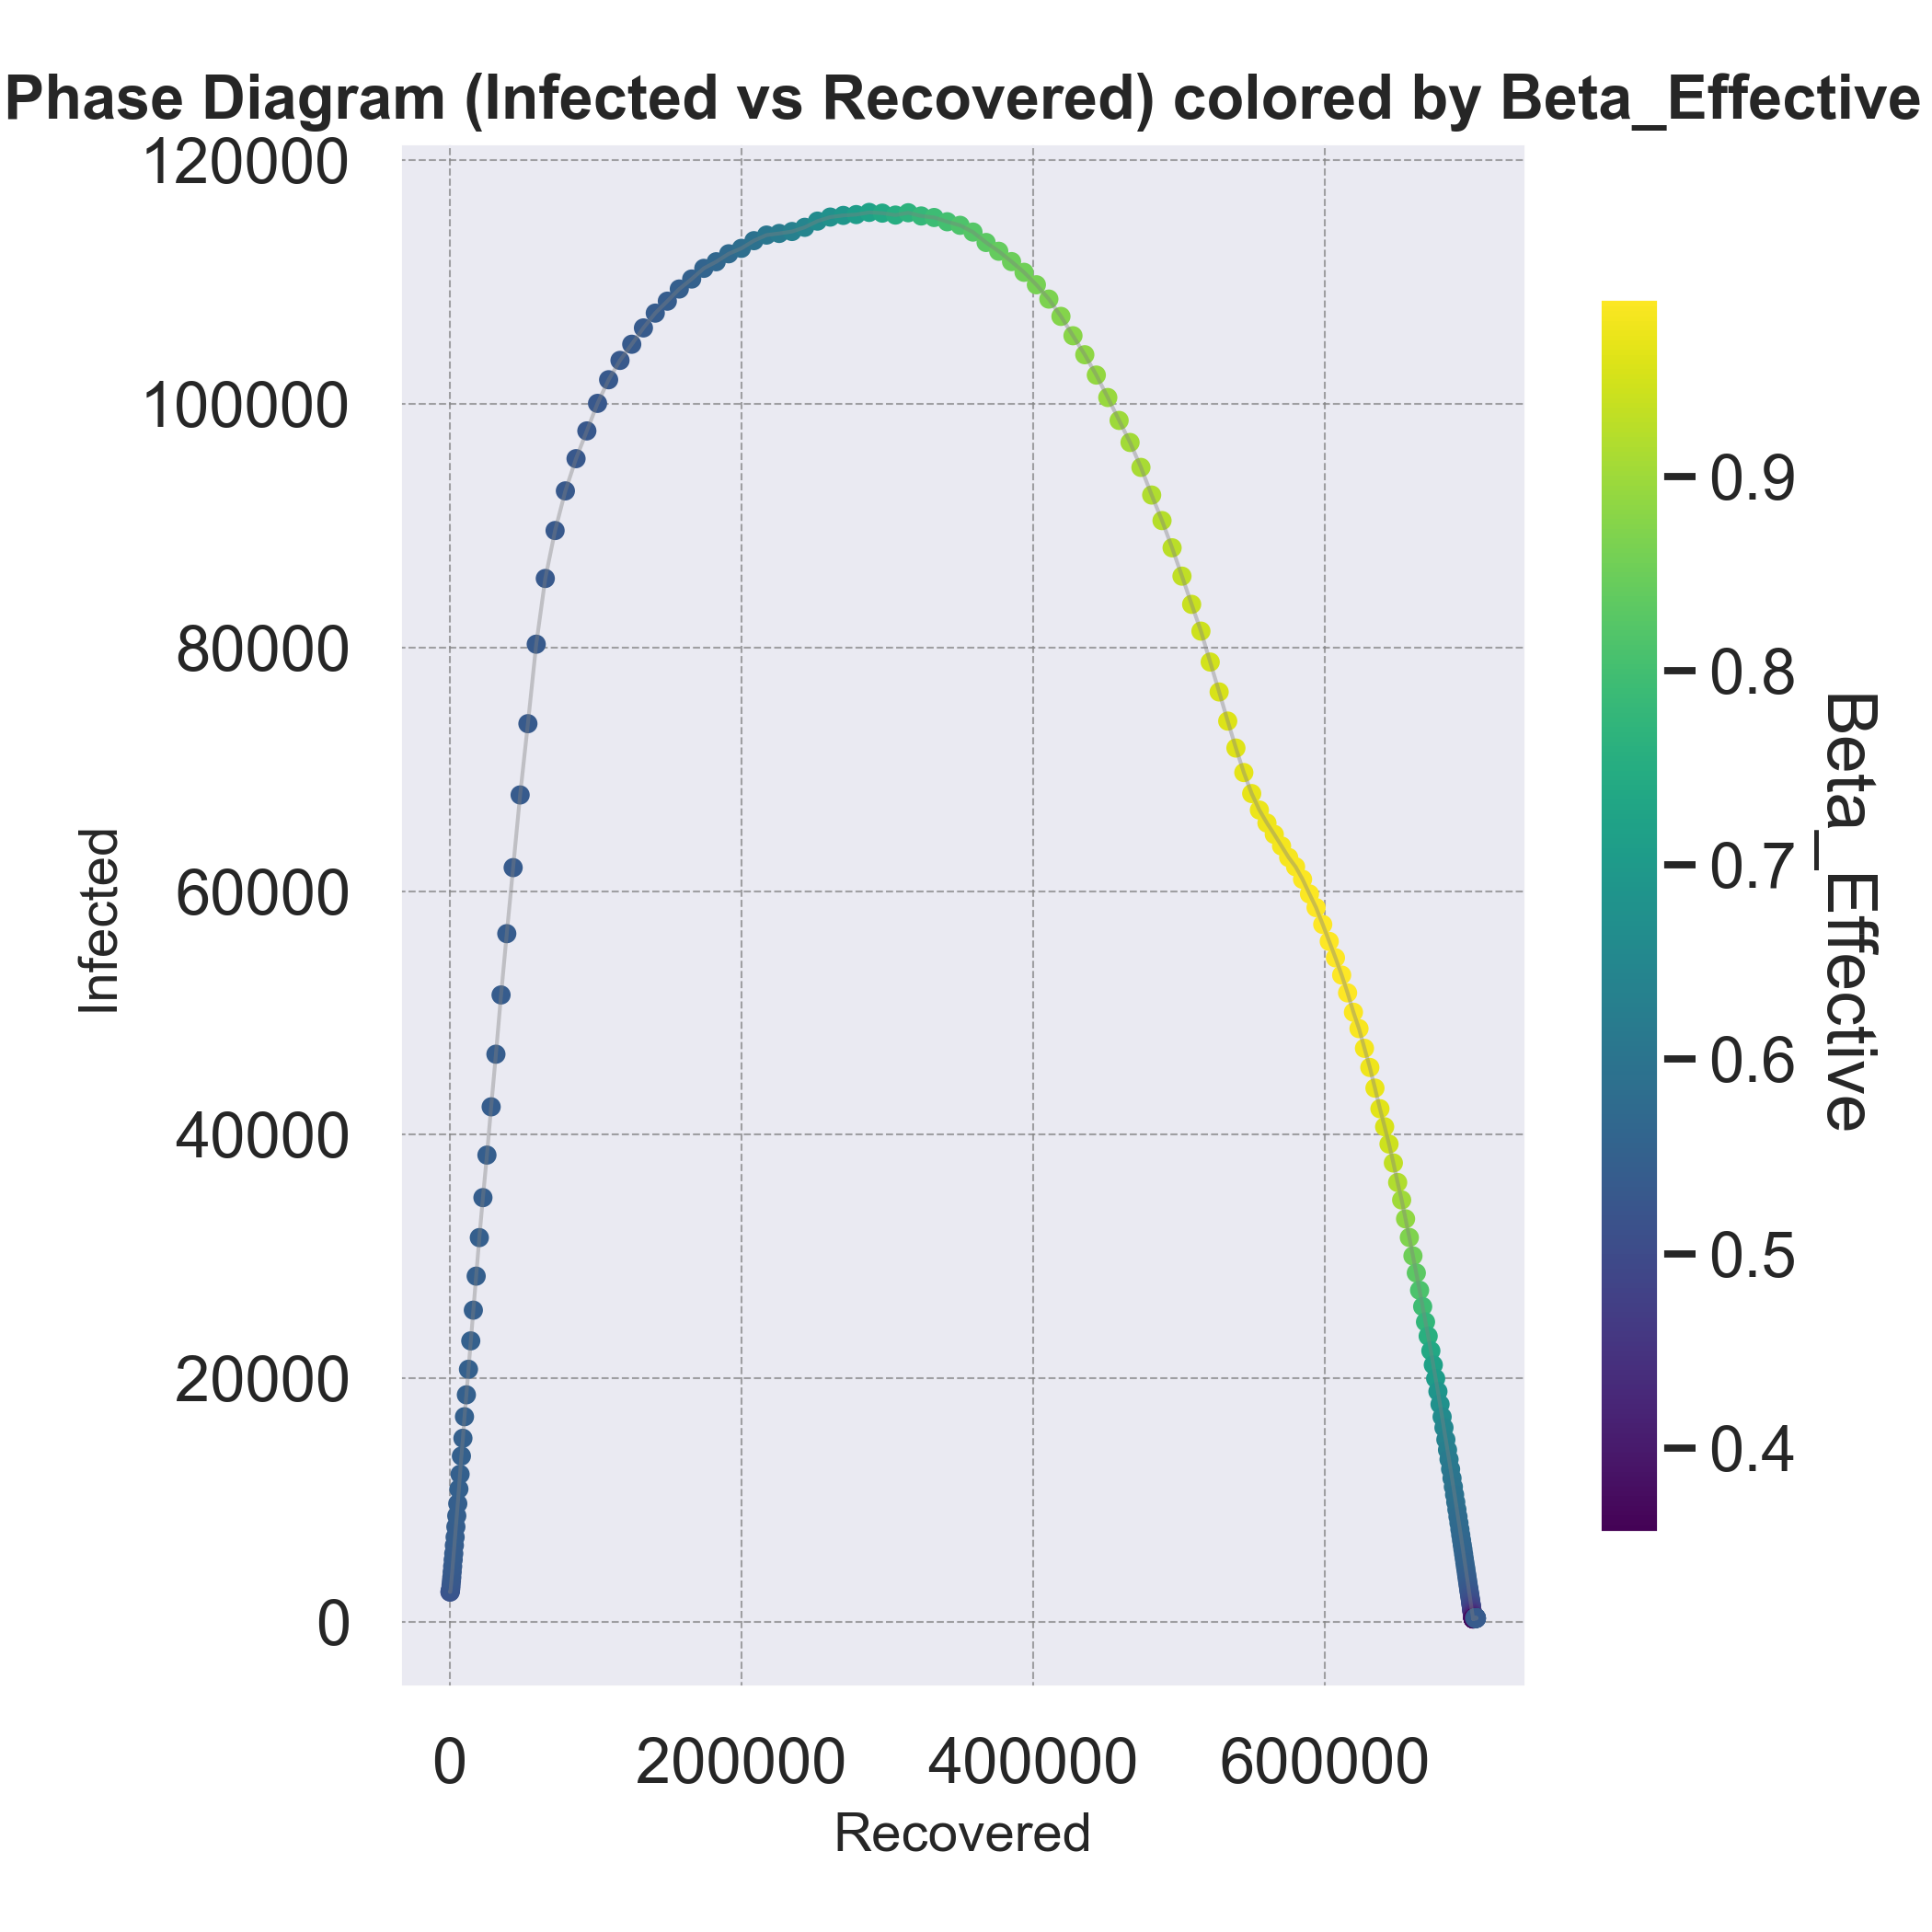 Phase Diagram (Infected vs Recovered) colored by Beta_Effective
120000
100000
80000
60000
40000
20000
0
Infected
0 200000 400000 600000
Recovered
0.9
0.8
0.7
0.6
0.5
0.4
Beta_Effective